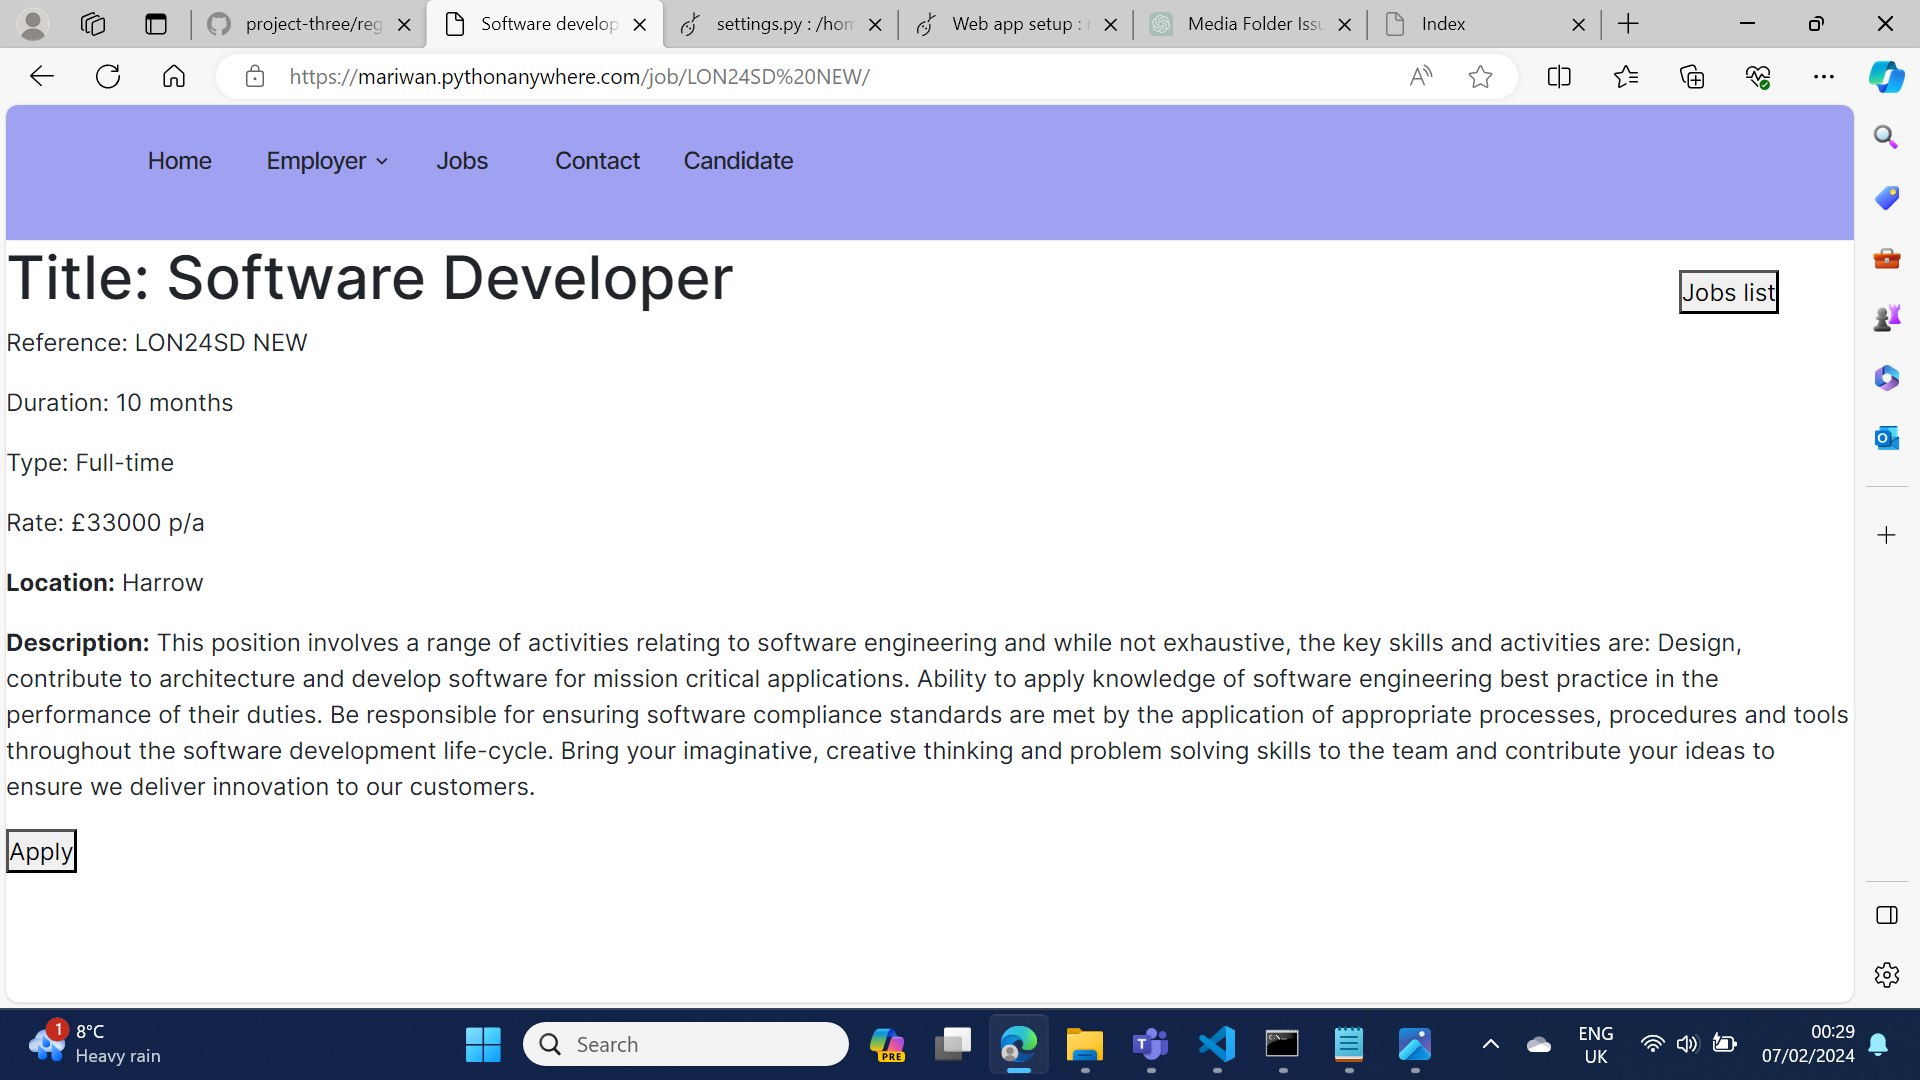 project-three/reg
Software develop
settings.py : /hom
Web app setup :
Media Folder Issu
Index
https://mariwan.pythonanywhere.com/job/LON24SD%20NEW/
Home Employer Jobs Contact Candidate
Title: Software Developer
Jobs list
Reference: LON24SD NEW
Duration: 10 months
Type: Full-time
Rate: £33000 p/a
Location: Harrow
Description: This position involves a range of activities relating to software engineering and while not exhaustive, the key skills and activities are: Design,
contribute to architecture and develop software for mission critical applications. Ability to apply knowledge of software engineering best practice in the
performance of their duties. Be responsible for ensuring software compliance standards are met by the application of appropriate processes, procedures and tools
throughout the software development life-cycle. Bring your imaginative, creative thinking and problem solving skills to the team and contribute your ideas to
ensure we deliver innovation to our customers.
Apply
1
8°C
Heavy rain
Search
PRE
ENG
UK
00:29
07/02/2024